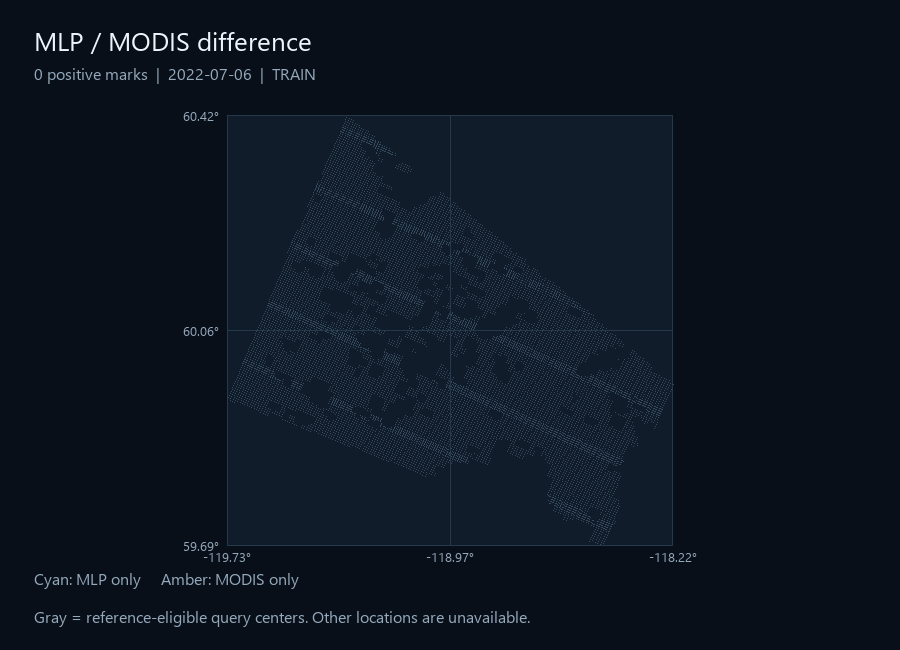 MLP / MODIS difference
0 positive marks | 2022-07-06 | TRAIN
60.42°
60.06°
59.69°
-119.73° -118.97° -118.22°
Cyan: MLP only Amber: MODIS only
Gray = reference-eligible query centers. Other locations are unavailable.